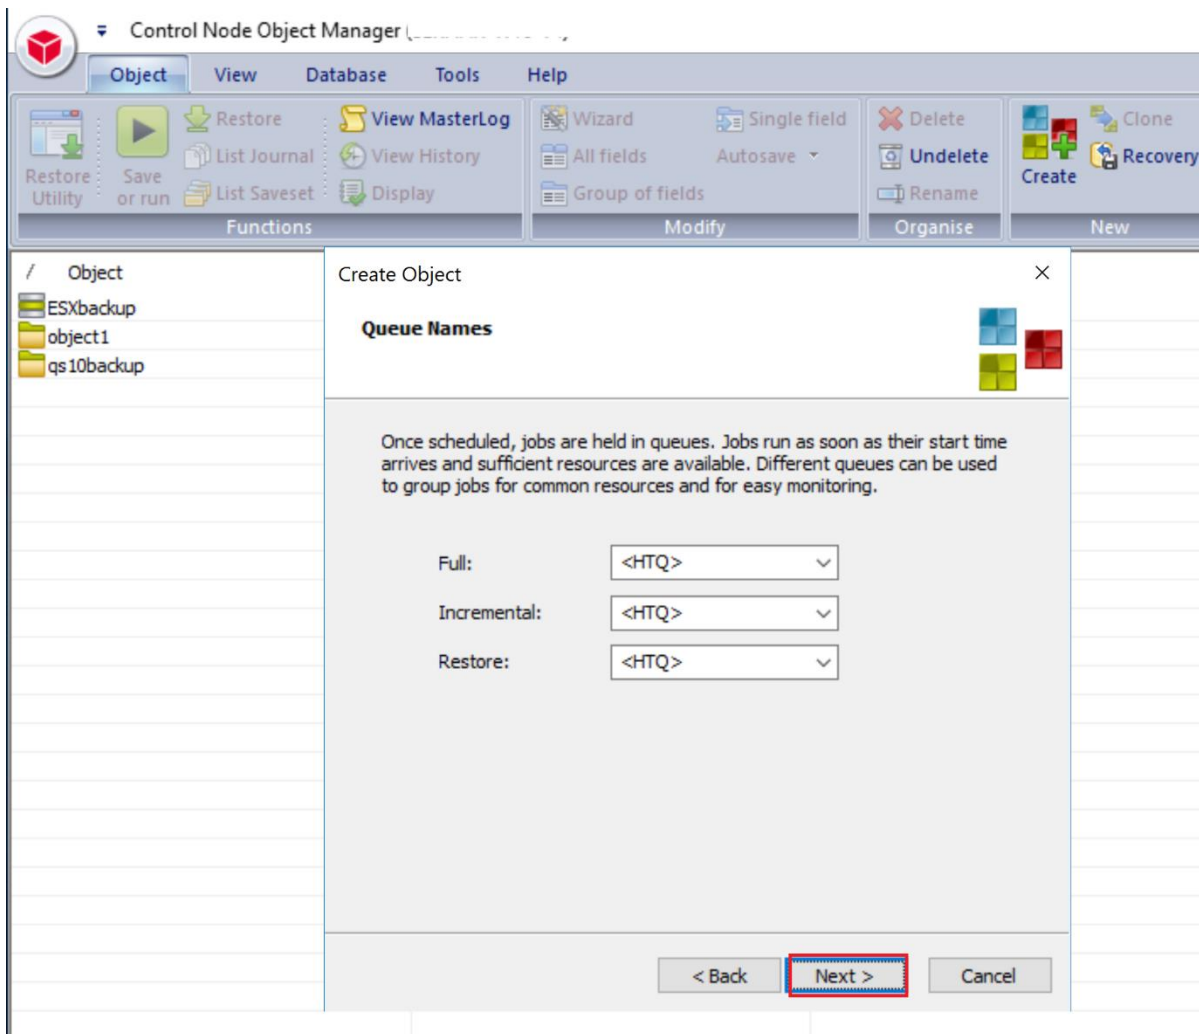 Control Node Object Manager
Object View Database Tools Help
Restore Utility
Save or run
Restore
List Journal
List Saveset
View MasterLog
View History
Display
Functions
Wizard
All fields
Group of fields
Single field
Autosave
Modify
Delete
Undelete
Rename
Organise
Create
Clone
Recovery
New
/ Object
ESXbackup
object1
qs10backup
Create Object
Queue Names
Once scheduled, jobs are held in queues. Jobs run as soon as their start time
arrives and sufficient resources are available. Different queues can be used
to group jobs for common resources and for easy monitoring.
Full: <HTQ>
Incremental: <HTQ>
Restore: <HTQ>
< Back Next > Cancel